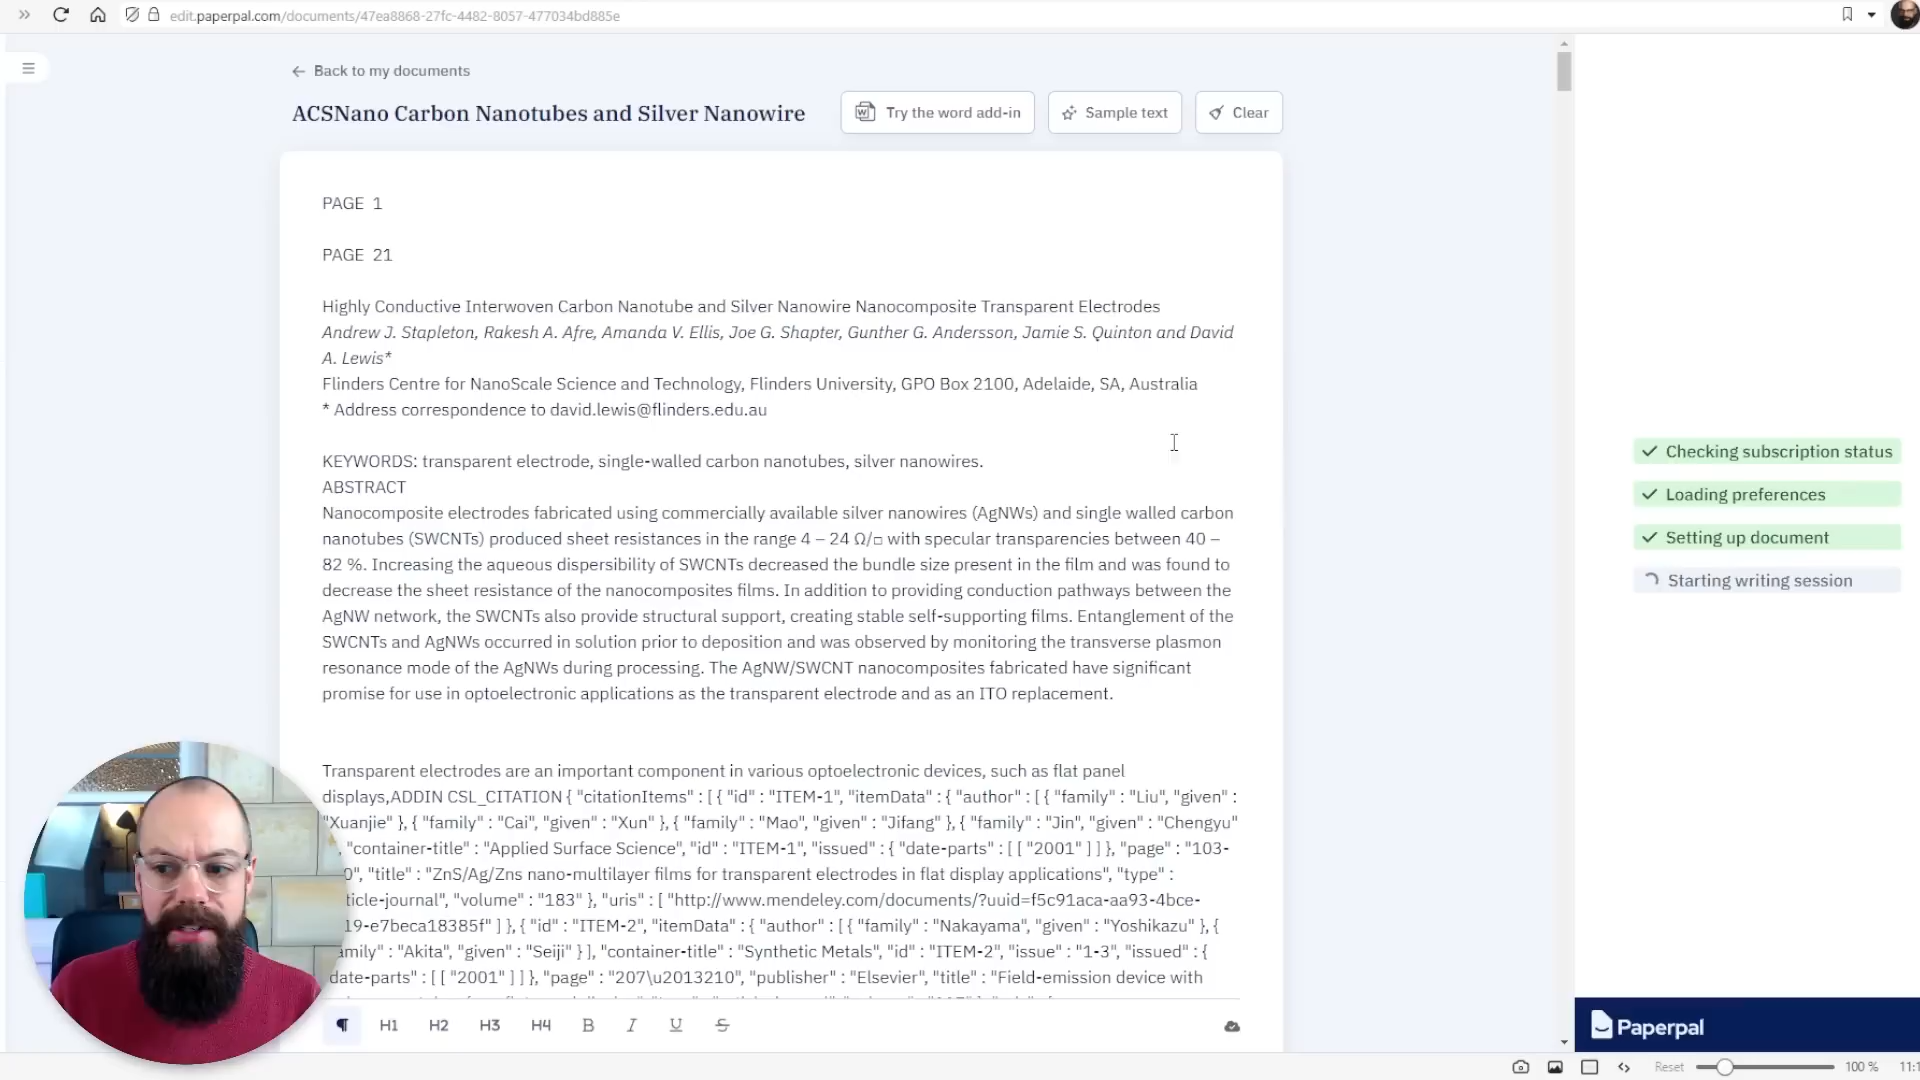 edit.paperpal.com/documents/47ea8868-27fc-4482-8057-477034bd885e
Back to my documents
ACSNano Carbon Nanotubes and Silver Nanowire
Try the word add-in
Sample text
Clear
PAGE 1
PAGE 21
Highly Conductive Interwoven Carbon Nanotube and Silver Nanowire Nanocomposite Transparent Electrodes
Andrew J. Stapleton, Rakesh A. Afre, Amanda V. Ellis, Joe G. Shapter, Gunther G. Andersson, Jamie S. Quinton and David
A. Lewis*
Flinders Centre for NanoScale Science and Technology, Flinders University, GPO Box 2100, Adelaide, SA, Australia
* Address correspondence to david.lewis@flinders.edu.au
KEYWORDS: transparent electrode, single-walled carbon nanotubes, silver nanowires.
ABSTRACT
Nanocomposite electrodes fabricated using commercially available silver nanowires (AgNWs) and single walled carbon
nanotubes (SWCNTs) produced sheet resistances in the range 4 – 24 Ω/□ with specular transparencies between 40 –
82 %. Increasing the aqueous dispersibility of SWCNTs decreased the bundle size present in the film and was found to
decrease the sheet resistance of the nanocomposites films. In addition to providing conduction pathways between the
AgNW network, the SWCNTs also provide structural support, creating stable self-supporting films. Entanglement of the
SWCNTs and AgNWs occurred in solution prior to deposition and was observed by monitoring the transverse plasmon
resonance mode of the AgNWs during processing. The AgNW/SWCNT nanocomposites fabricated have significant
promise for use in optoelectronic applications as the transparent electrode and as an ITO replacement.
Transparent electrodes are an important component in various optoelectronic devices, such as flat panel
displays,ADDIN CSL_CITATION { "citationItems" : [ { "id" : "ITEM-1", "itemData" : { "author" : [ { "family" : "Liu", "given" :
"Xuanjie" }, { "family" : "Cai", "given" : "Xun" }, { "family" : "Mao", "given" : "Jifang" }, { "family" : "Jin", "given" : "Chengyu"
, "container-title" : "Applied Surface Science", "id" : "ITEM-1", "issued" : { "date-parts" : [ [ "2001" ] ] }, "page" : "103-
0", "title" : "ZnS/Ag/Zns nano-multilayer films for transparent electrodes in flat display applications", "type" :
ticle-journal", "volume" : "183" }, "uris" : [ "http://www.mendeley.com/documents/?uuid=f5c91aca-aa93-4bce-
19-e7beca18385f" ] }, { "id" : "ITEM-2", "itemData" : { "author" : [ { "family" : "Nakayama", "given" : "Yoshikazu" }, {
amily" : "Akita", "given" : "Seiji" } ], "container-title" : "Synthetic Metals", "id" : "ITEM-2", "issue" : "1-3", "issued" : {
date-parts" : [ [ "2001" ] ] }, "page" : "207\u2013210", "publisher" : "Elsevier", "title" : "Field-emission device with
H1 H2 H3 H4 B I U S
Checking subscription status
Loading preferences
Setting up document
Starting writing session
Paperpal
Reset
100 %
11:1